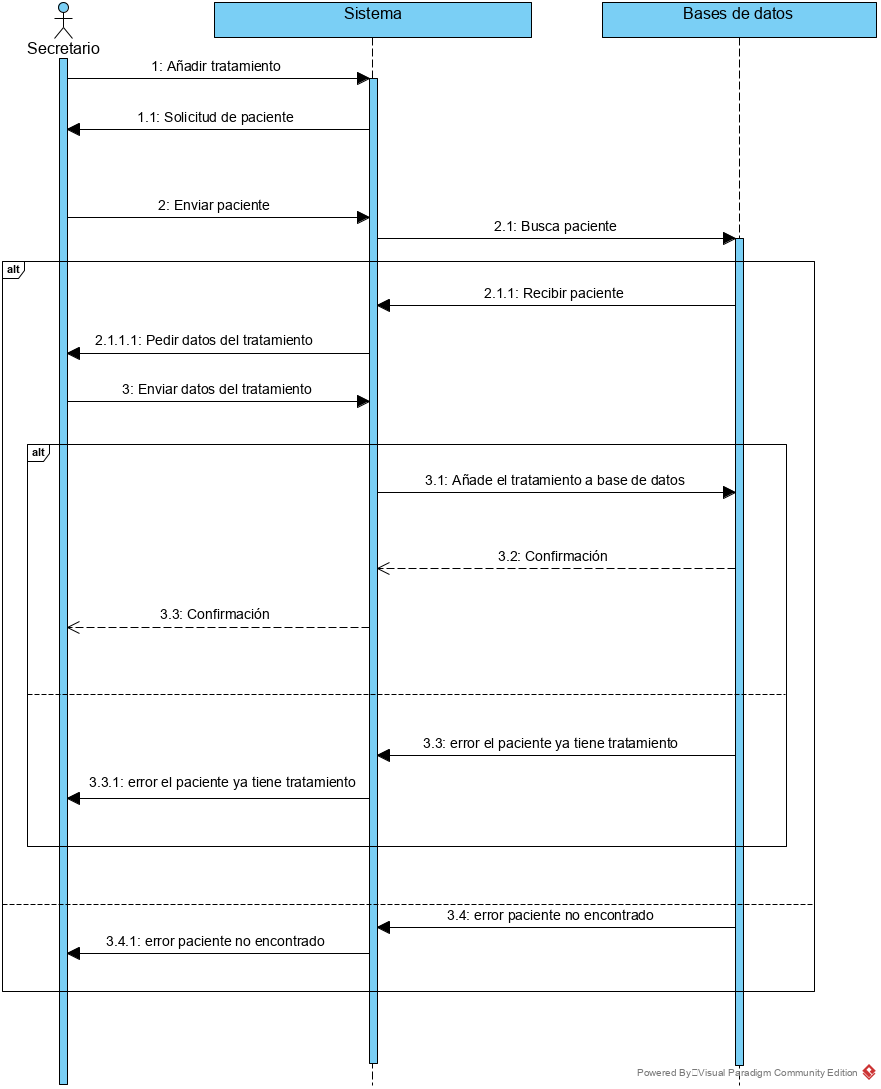 Sistema
Bases de datos
Secretario
1: Añadir tratamiento
1.1: Solicitud de paciente
2: Enviar paciente
2.1: Busca paciente
alt
2.1.1: Recibir paciente
2.1.1.1: Pedir datos del tratamiento
3: Enviar datos del tratamiento
alt
3.1: Añade el tratamiento a base de datos
3.2: Confirmación
3.3: Confirmación
3.3: error el paciente ya tiene tratamiento
3.3.1: error el paciente ya tiene tratamiento
3.4: error paciente no encontrado
3.4.1: error paciente no encontrado
Powered By Visual Paradigm Community Edition